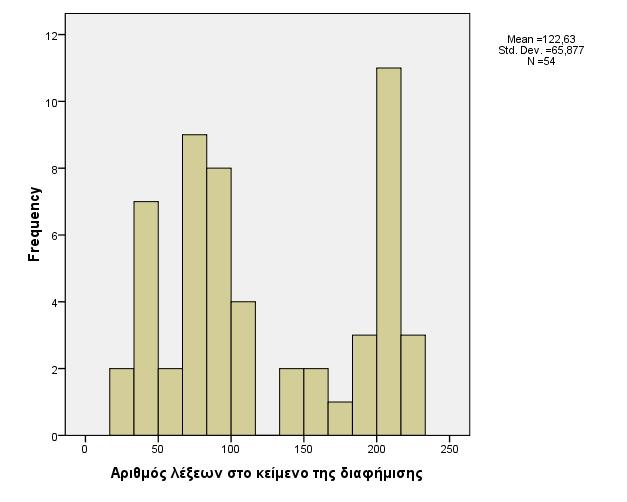 Mean =122,63
Std. Dev. =65,877
N =54
Frequency
12
10
8
6
4
2
0
0 50 100 150 200 250
Αριθμός λέξεων στο κείμενο της διαφήμισης